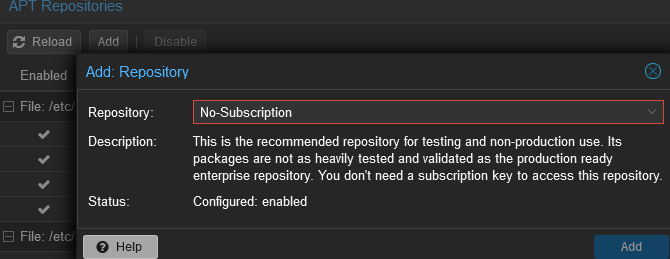 APT Repositories
Reload Add Disable
Add: Repository
Enabled
Repository: No-Subscription
File: /etc/
Description: This is the recommended repository for testing and non-production use. Its
packages are not as heavily tested and validated as the production ready
enterprise repository. You don't need a subscription key to access this repository.
Status: Configured: enabled
File: /etc/
Help Add